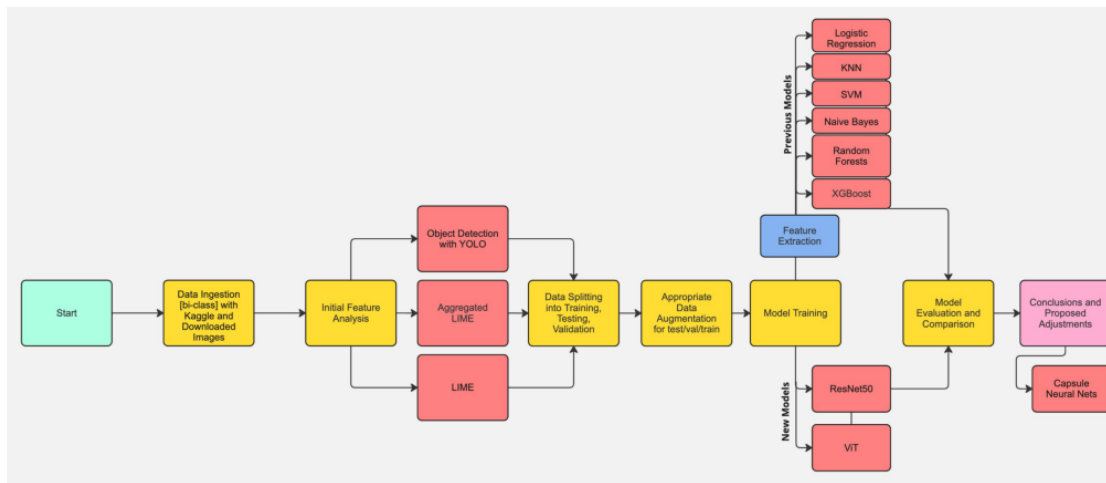 Start
Data Ingestion
[bi-class] with
Kaggle and
Downloaded
Images
Initial Feature
Analysis
Object Detection
with YOLO
Aggregated
LIME
LIME
Data Splitting
into Training,
Testing,
Validation
Appropriate
Data
Augmentation
for test/val/train
Model Training
Feature
Extraction
Previous Models
Logistic
Regression
KNN
SVM
Naive Bayes
Random
Forests
XGBoost
New Models
ResNet50
ViT
Model
Evaluation and
Comparison
Conclusions and
Proposed
Adjustments
Capsule
Neural Nets